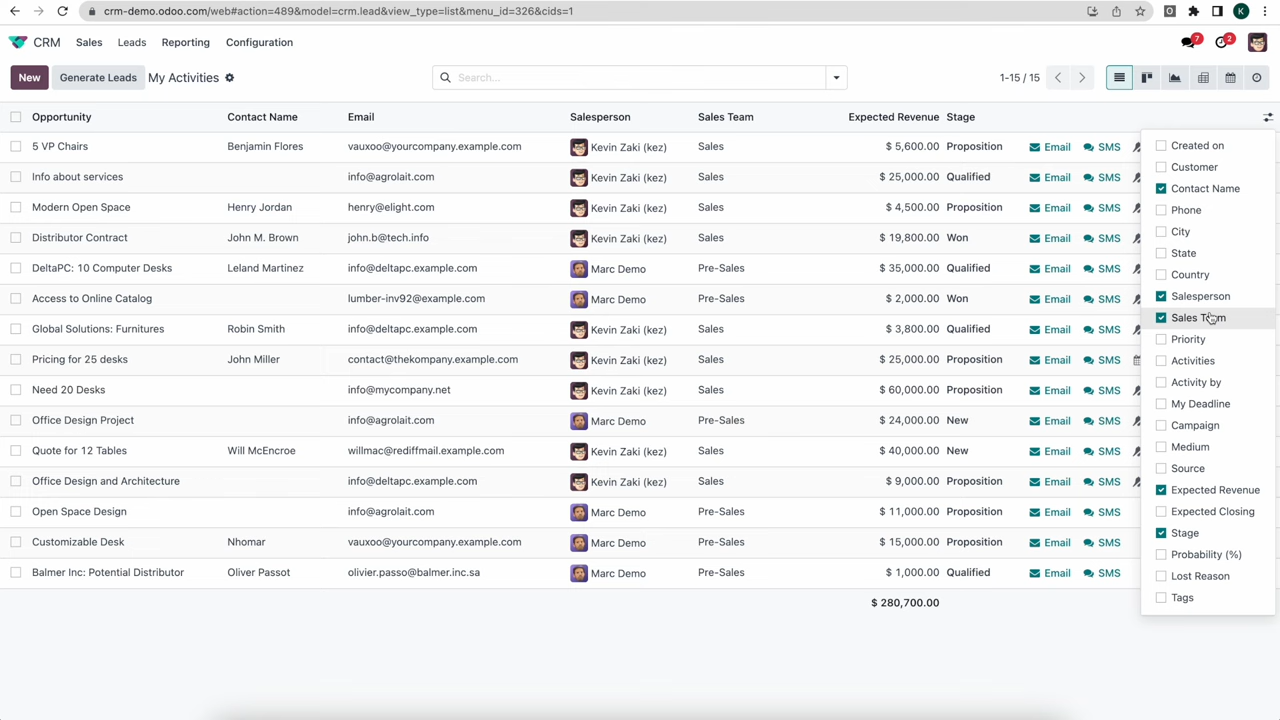 crm-demo.odoo.com/web#action=489&model=crm.lead&view_type=list&menu_id=326&cids=1
K
CRM Sales Leads Reporting Configuration 7 2
New Generate Leads My Activities Search... 1-15 / 15
Opportunity Contact Name Email Salesperson Sales Team Expected Revenue Stage
5 VP Chairs Benjamin Flores vauxoo@yourcompany.example.com Kevin Zaki (kez) Sales $ 5,600.00 Proposition Email SMS
Info about services info@agrolait.com Kevin Zaki (kez) Sales $ 25,000.00 Qualified Email SMS
Modern Open Space Henry Jordan henry@elight.com Kevin Zaki (kez) Sales $ 4,500.00 Proposition Email SMS
Distributor Contract John M. Brown john.b@tech.info Kevin Zaki (kez) Sales $ 19,800.00 Won Email SMS
DeltaPC: 10 Computer Desks Leland Martinez info@deltapc.example.com Marc Demo Pre-Sales $ 35,000.00 Qualified Email SMS
Access to Online Catalog lumber-inv92@example.com Marc Demo Pre-Sales $ 2,000.00 Won Email SMS
Global Solutions: Furnitures Robin Smith info@deltapc.example.com Kevin Zaki (kez) Sales $ 3,800.00 Qualified Email SMS
Pricing for 25 desks John Miller contact@thekompany.example.com Kevin Zaki (kez) Sales $ 25,000.00 Proposition Email SMS
Need 20 Desks info@mycompany.net Kevin Zaki (kez) Sales $ 60,000.00 Proposition Email SMS
Office Design Project info@agrolait.com Marc Demo Pre-Sales $ 24,000.00 New Email SMS
Quote for 12 Tables Will McEncroe willmac@rediffmail.example.com Kevin Zaki (kez) Sales $ 40,000.00 New Email SMS
Office Design and Architecture info@deltapc.example.com Kevin Zaki (kez) Sales $ 9,000.00 Proposition Email SMS
Open Space Design info@agrolait.com Marc Demo Pre-Sales $ 11,000.00 Proposition Email SMS
Customizable Desk Nhomar vauxoo@yourcompany.example.com Marc Demo Pre-Sales $ 15,000.00 Proposition Email SMS
Balmer Inc: Potential Distributor Oliver Passot olivier.passo@balmer.inc.sa Marc Demo Pre-Sales $ 1,000.00 Qualified Email SMS
$ 280,700.00
Created on
Customer
Contact Name
Phone
City
State
Country
Salesperson
Sales Team
Priority
Activities
Activity by
My Deadline
Campaign
Medium
Source
Expected Revenue
Expected Closing
Stage
Probability (%)
Lost Reason
Tags